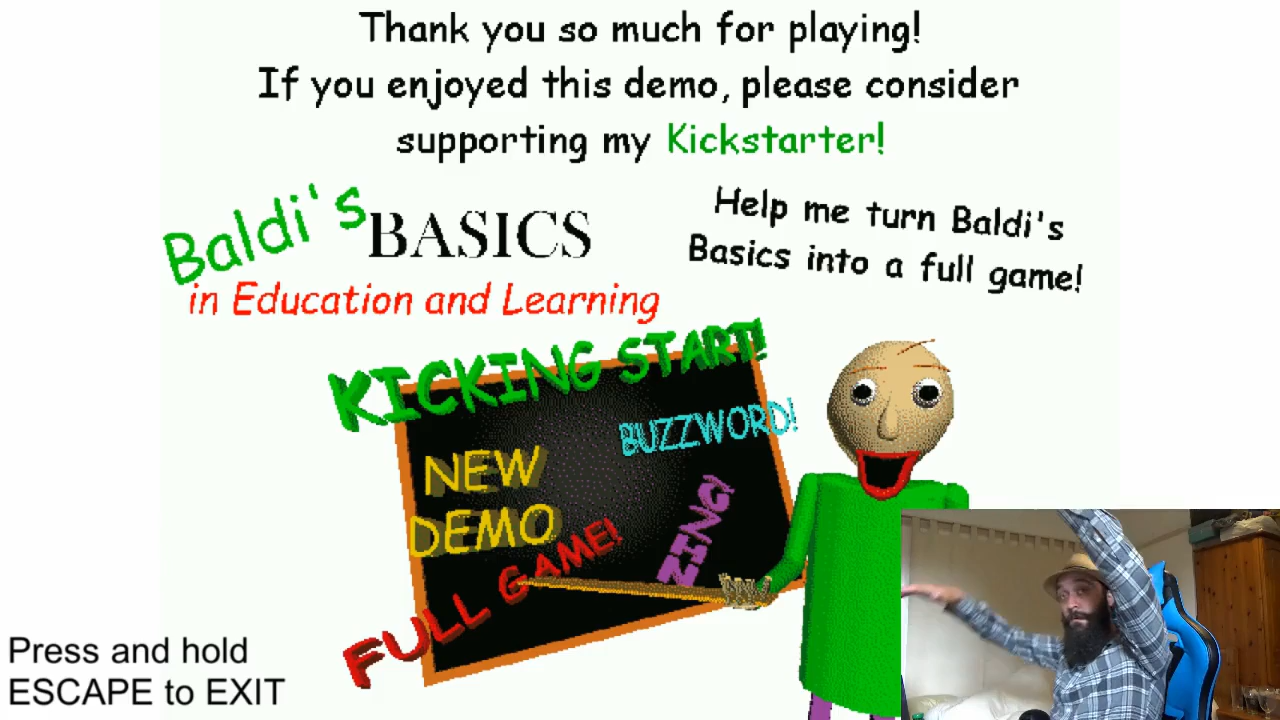 Thank you so much for playing!
If you enjoyed this demo, please consider
supporting my Kickstarter!
Baldi's BASICS
in Education and Learning
Help me turn Baldi's
Basics into a full game!
KICKING START!
BUZZWORD!
NEW
DEMO
ZING!
FULL GAME!
Press and hold
ESCAPE to EXIT